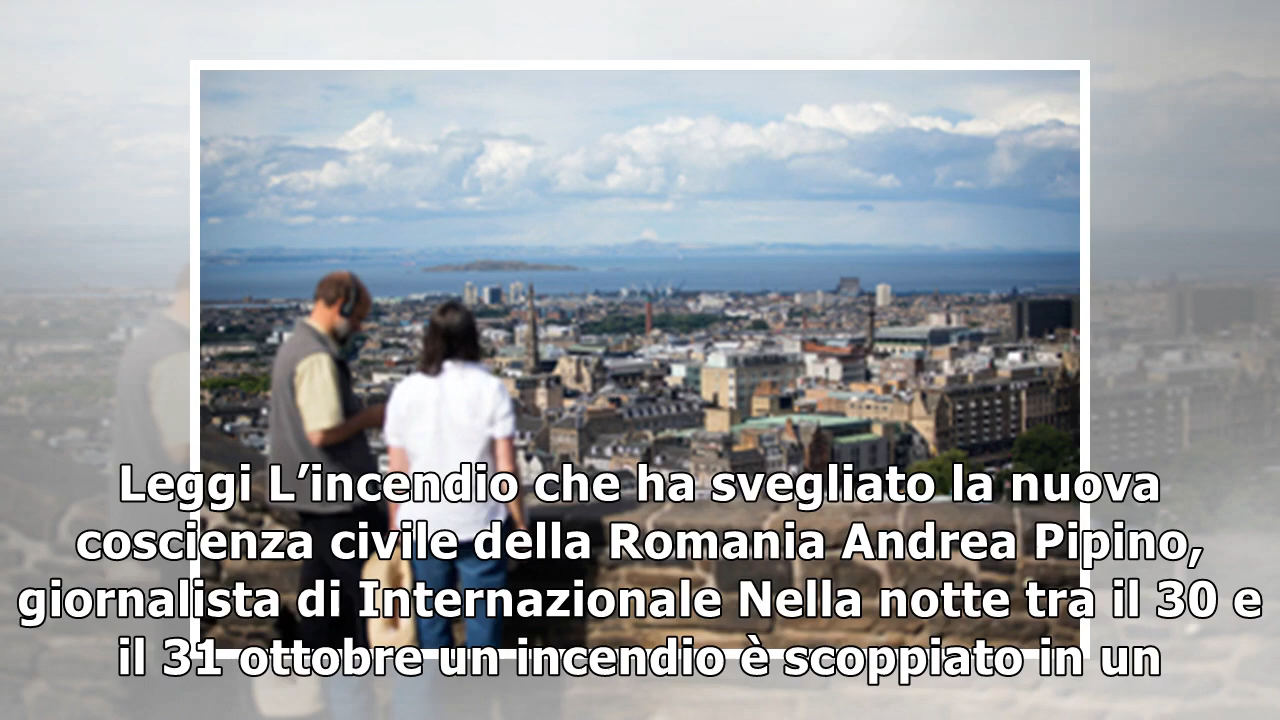 Leggi L’incendio che ha svegliato la nuova
coscienza civile della Romania Andrea Pipino,
giornalista di Internazionale Nella notte tra il 30 e
il 31 ottobre un incendio è scoppiato in un